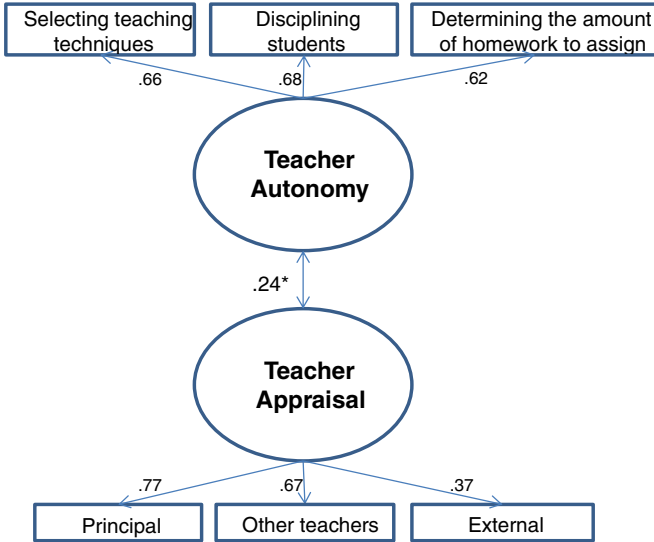 Selecting teaching
techniques
Disciplining
students
Determining the amount
of homework to assign
.66
.68
.62
Teacher
Autonomy
.24*
Teacher
Appraisal
.77
.67
.37
Principal
Other teachers
External